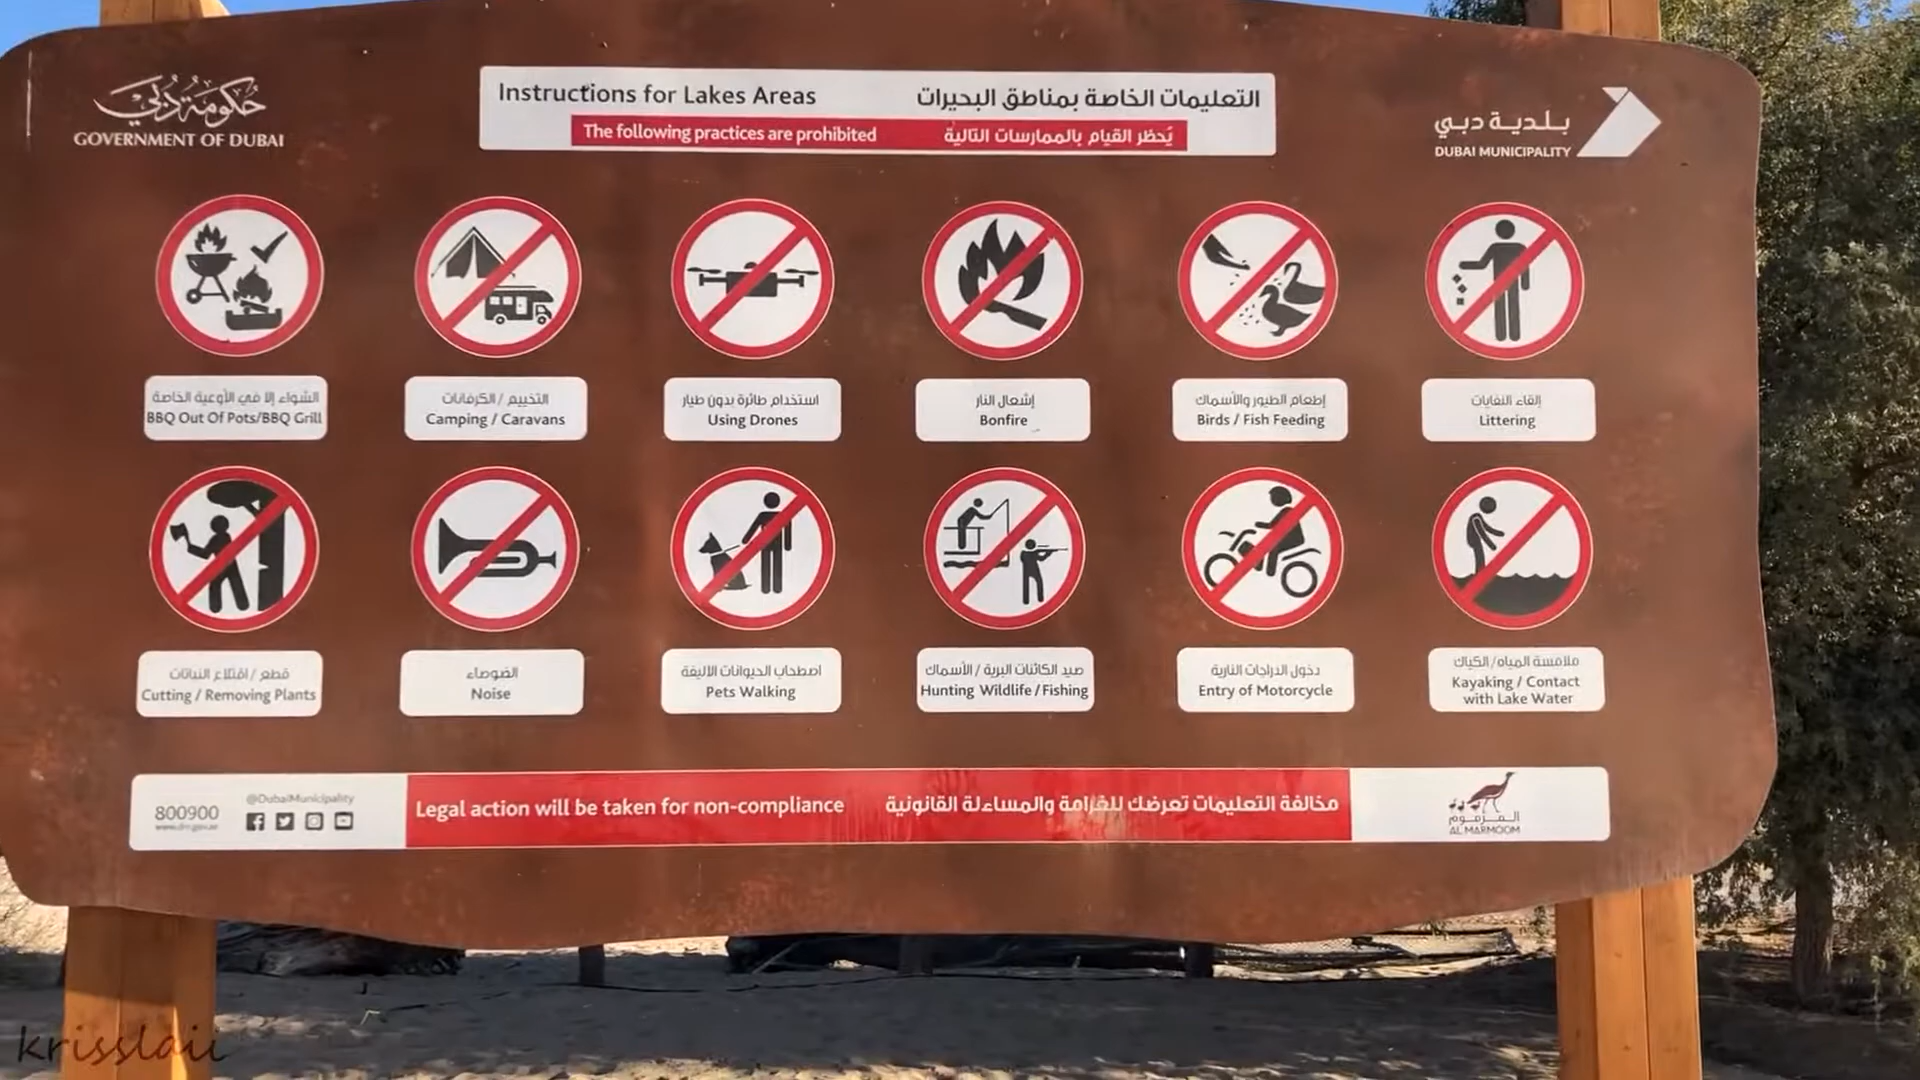 حكومة دبي
GOVERNMENT OF DUBAI
Instructions for Lakes Areas
التعليمات الخاصة بمناطق البحيرات
The following practices are prohibited
يُحظر القيام بالممارسات التالية
بلدية دبي
DUBAI MUNICIPALITY
الشواء إلا في الأوعية الخاصة
BBQ Out Of Pots/BBQ Grill
التخييم / الكرفانات
Camping / Caravans
استخدام طائرة بدون طيار
Using Drones
إشعال النار
Bonfire
إطعام الطيور والأسماك
Birds / Fish Feeding
إلقاء النفايات
Littering
قطع / اقتلاع النباتات
Cutting / Removing Plants
الضوضاء
Noise
اصطحاب الحيوانات الأليفة
Pets Walking
صيد الكائنات البرية / الأسماك
Hunting Wildlife / Fishing
دخول الدراجات النارية
Entry of Motorcycle
ملامسة المياه/ الكياك
Kayaking / Contact
with Lake Water
800900
www.dm.gov.ae
@DubaiMunicipality
Legal action will be taken for non-compliance
مخالفة التعليمات تعرضك للغرامة والمساءلة القانونية
المرموم
AL MARMOOM
krisslaii